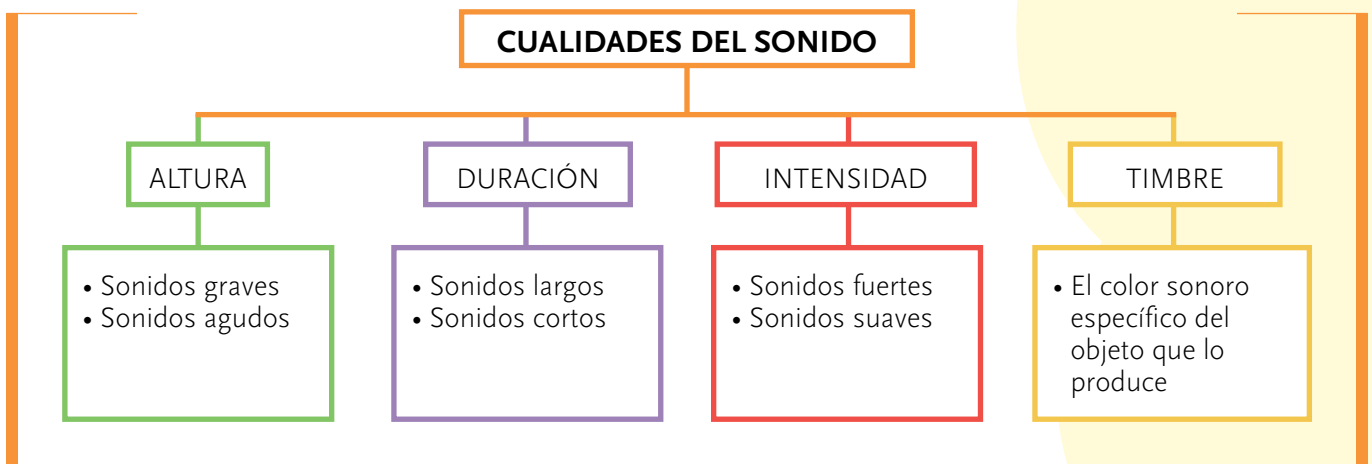 CUALIDADES DEL SONIDO
ALTURA
• Sonidos graves
• Sonidos agudos
DURACIÓN
• Sonidos largos
• Sonidos cortos
INTENSIDAD
• Sonidos fuertes
• Sonidos suaves
TIMBRE
• El color sonoro
específico del
objeto que lo
produce